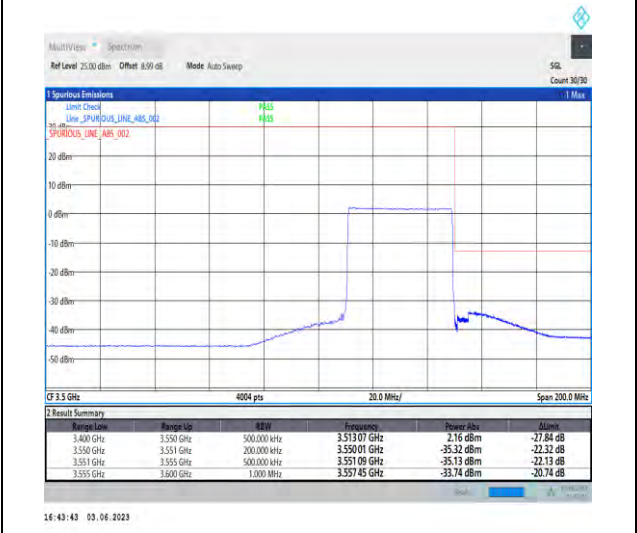 MultiView Spectrum
Ref Level 25.00 dBm Offset 8.99 dB Mode Auto Sweep SGL
Count 30/30
1 Spurious Emissions 1 Max
Limit Check PASS
Line _SPURIOUS_LINE_ABS_002 PASS
30 dBm
_SPURIOUS_LINE_ABS_002
20 dBm
10 dBm
0 dBm
-10 dBm
-20 dBm
-30 dBm
-40 dBm
-50 dBm
CF 3.5 GHz 4004 pts 20.0 MHz/ Span 200.0 MHz
2 Result Summary
Range Low Range Up RBW Frequency Power Abs ΔLimit
3.400 GHz 3.550 GHz 500.000 kHz 3.513 07 GHz 2.16 dBm -27.84 dB
3.550 GHz 3.551 GHz 200.000 kHz 3.550 01 GHz -35.32 dBm -22.32 dB
3.551 GHz 3.555 GHz 500.000 kHz 3.551 09 GHz -35.13 dBm -22.13 dB
3.555 GHz 3.600 GHz 1.000 MHz 3.557 45 GHz -33.74 dBm -20.74 dB
16:43:43 03.06.2023